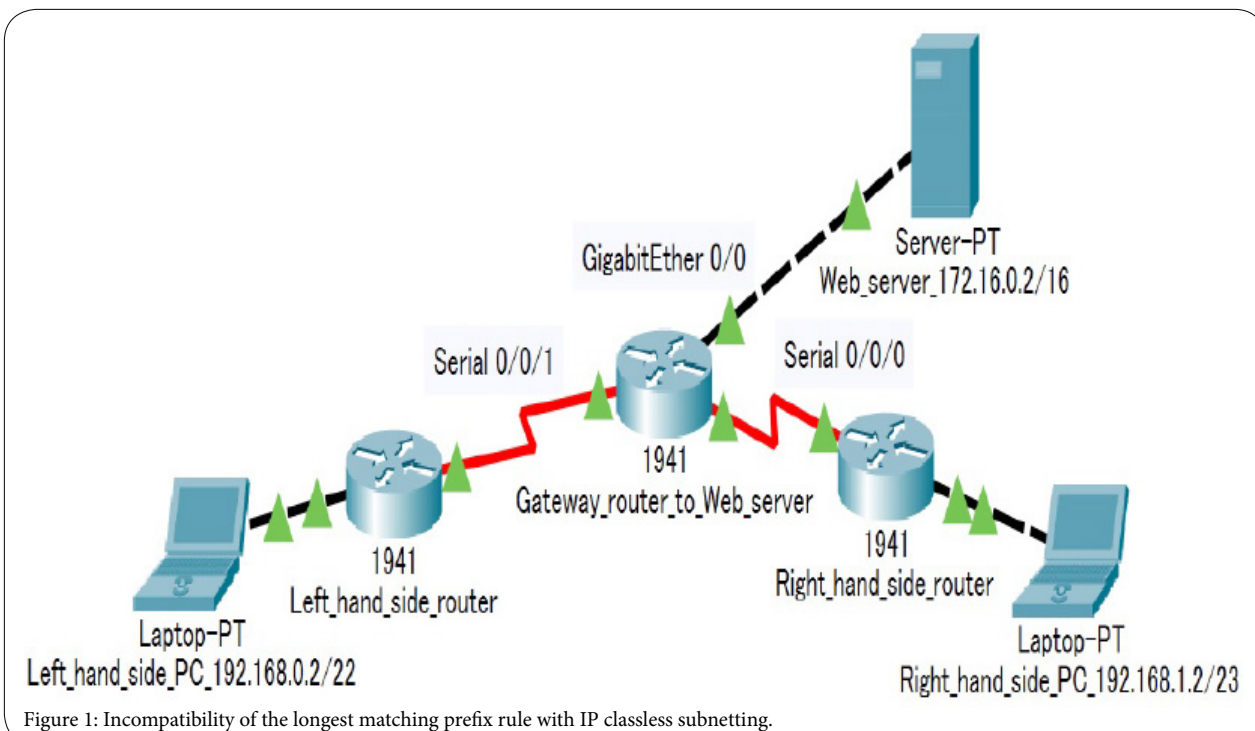 Server-PT
Web_server_172.16.0.2/16
GigabitEther 0/0
Serial 0/0/1
Serial 0/0/0
1941
Gateway_router_to_Web_server
1941
Left_hand_side_router
1941
Right_hand_side_router
Laptop-PT
Left_hand_side_PC_192.168.0.2/22
Laptop-PT
Right_hand_side_PC_192.168.1.2/23
Figure 1: Incompatibility of the longest matching prefix rule with IP classless subnetting.